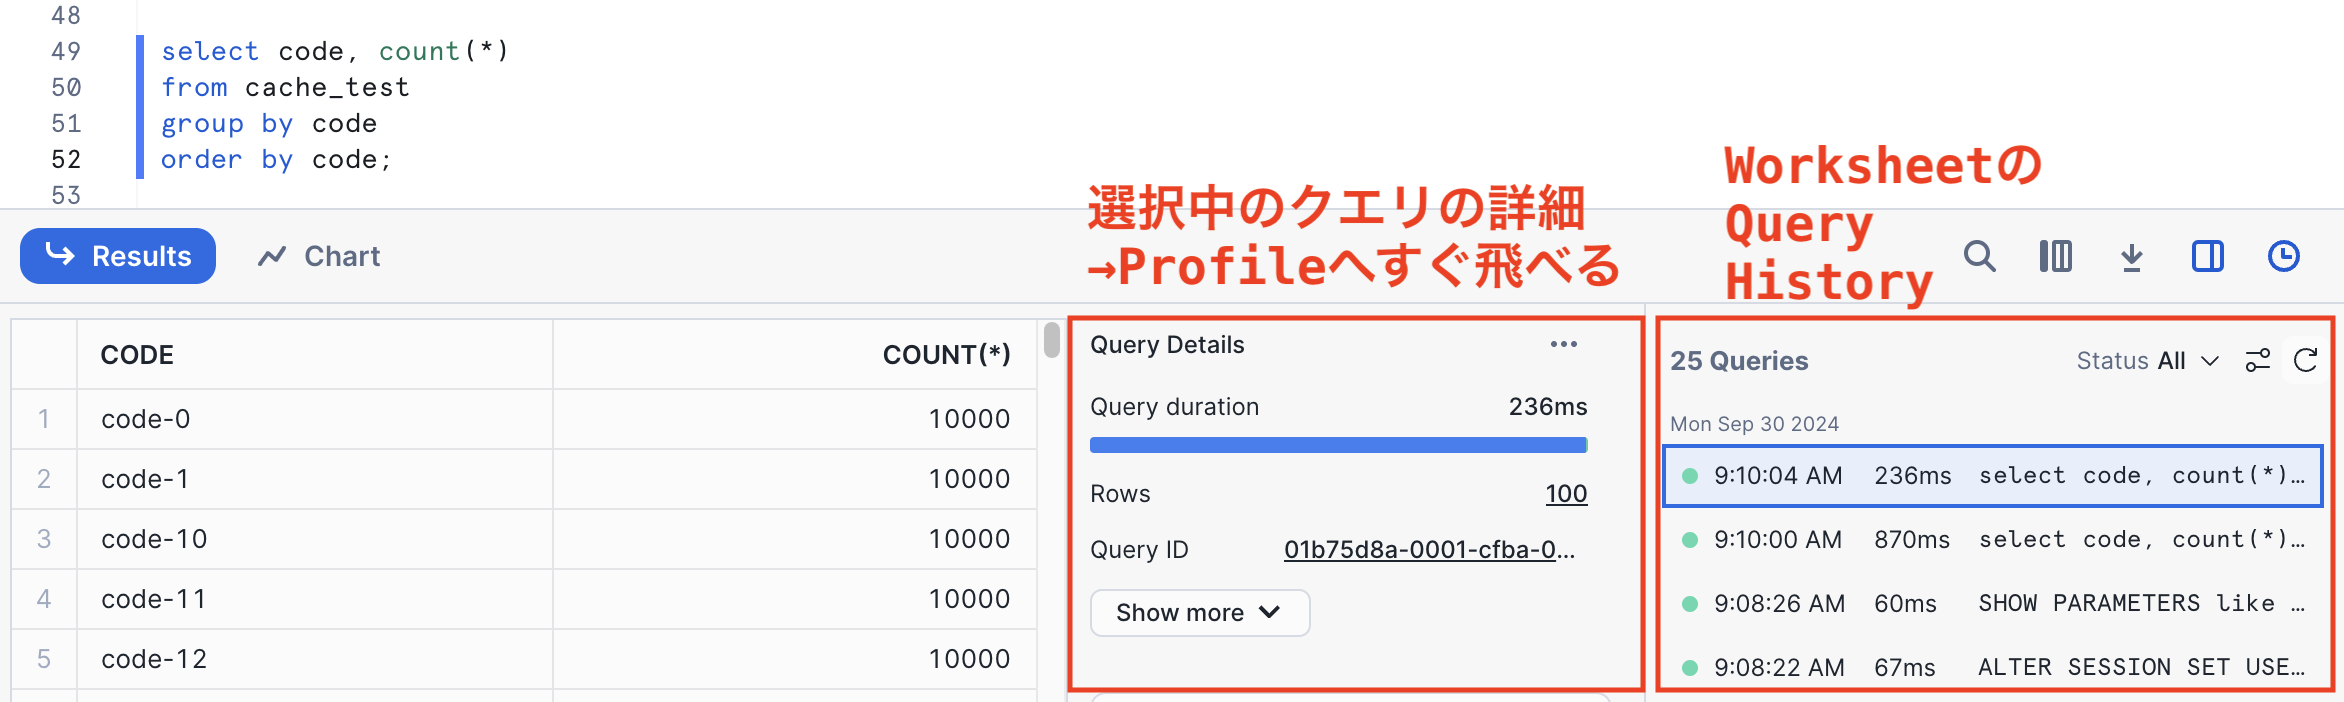 48
49 select code, count(*)
50 from cache_test
51 group by code
52 order by code;
53
選択中のクエリの詳細
→Profileへすぐ飛べる
Worksheetの
Query
History
Results
Chart
CODE COUNT(*)
1 code-0 10000
2 code-1 10000
3 code-10 10000
4 code-11 10000
5 code-12 10000
Query Details
Query duration 236ms
Rows 100
Query ID 01b75d8a-0001-cfba-0...
Show more
25 Queries Status All
Mon Sep 30 2024
9:10:04 AM 236ms select code, count(*)...
9:10:00 AM 870ms select code, count(*)...
9:08:26 AM 60ms SHOW PARAMETERS like ...
9:08:22 AM 67ms ALTER SESSION SET USE...